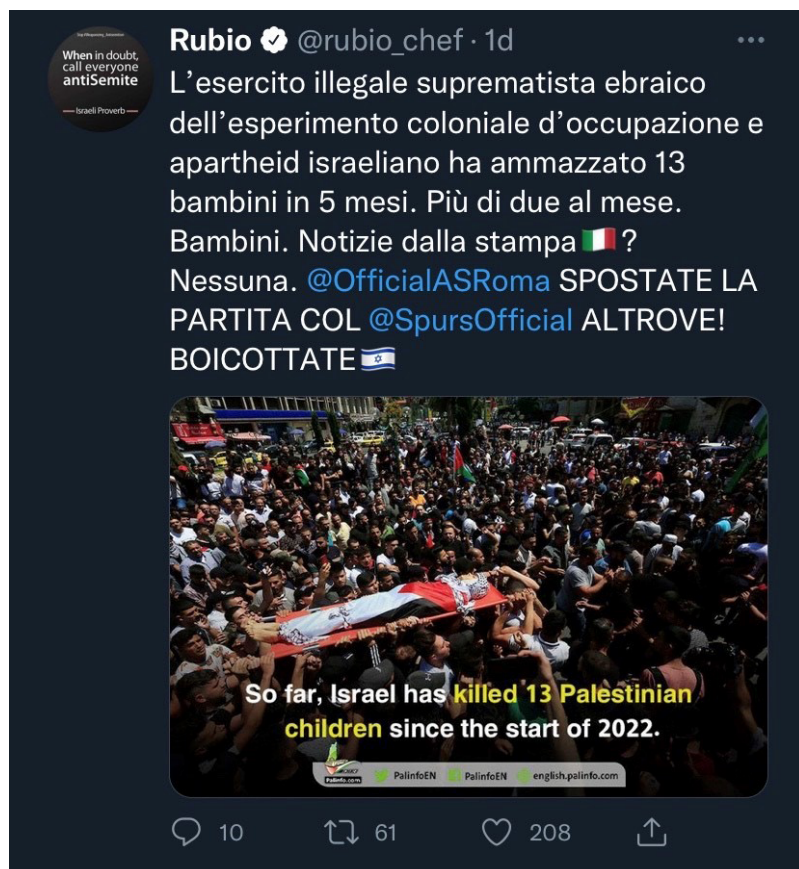 When in doubt,
call everyone
antiSemite
Israeli Proverb
Rubio @rubio_chef · 1d
L’esercito illegale suprematista ebraico
dell’esperimento coloniale d’occupazione e
apartheid israeliano ha ammazzato 13
bambini in 5 mesi. Più di due al mese.
Bambini. Notizie dalla stampa🇮🇹?
Nessuna. @OfficialASRoma SPOSTATE LA
PARTITA COL @SpursOfficial ALTROVE!
BOICOTTATE🇮🇱
So far, Israel has killed 13 Palestinian
children since the start of 2022.
Palinfo.com PalinfoEN PalinfoEN english.palinfo.com
10 61 208